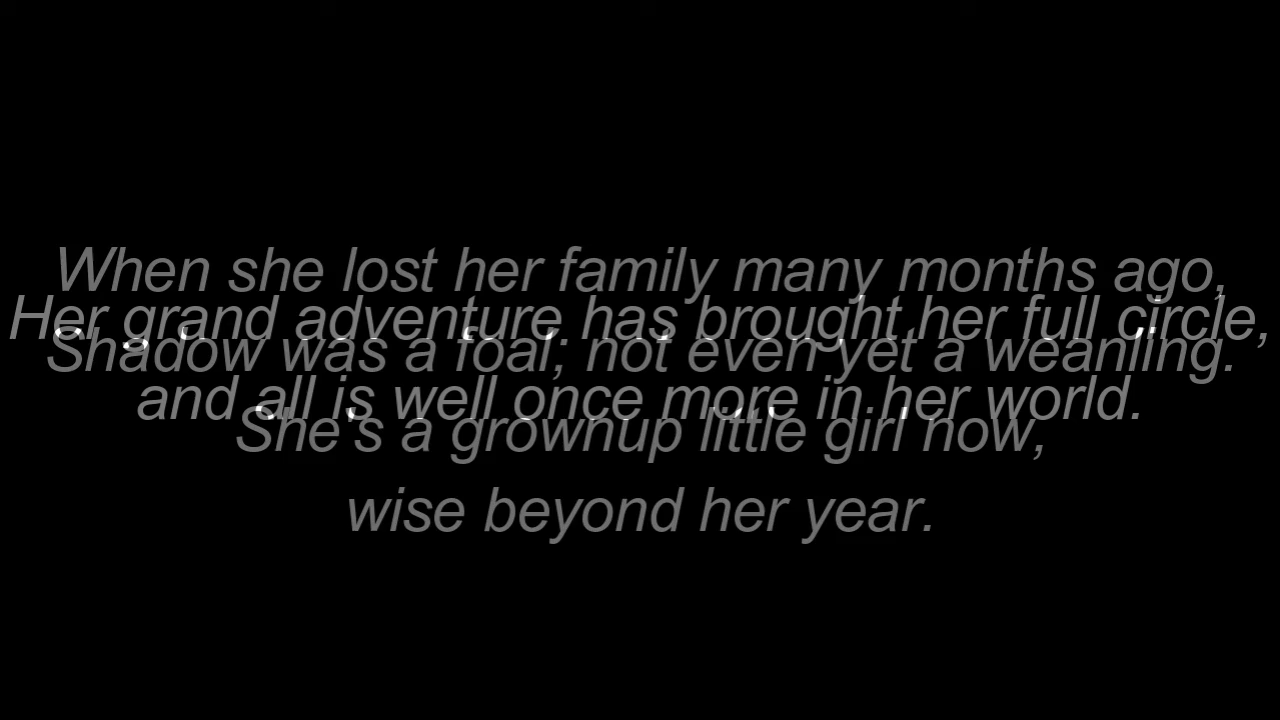 When she lost her family many months ago,
Her grand adventure has brought her full circle,
Shadow was a foal; not even yet a weanling.
and all is well once more in her world.
She's a grownup little girl now,
wise beyond her year.